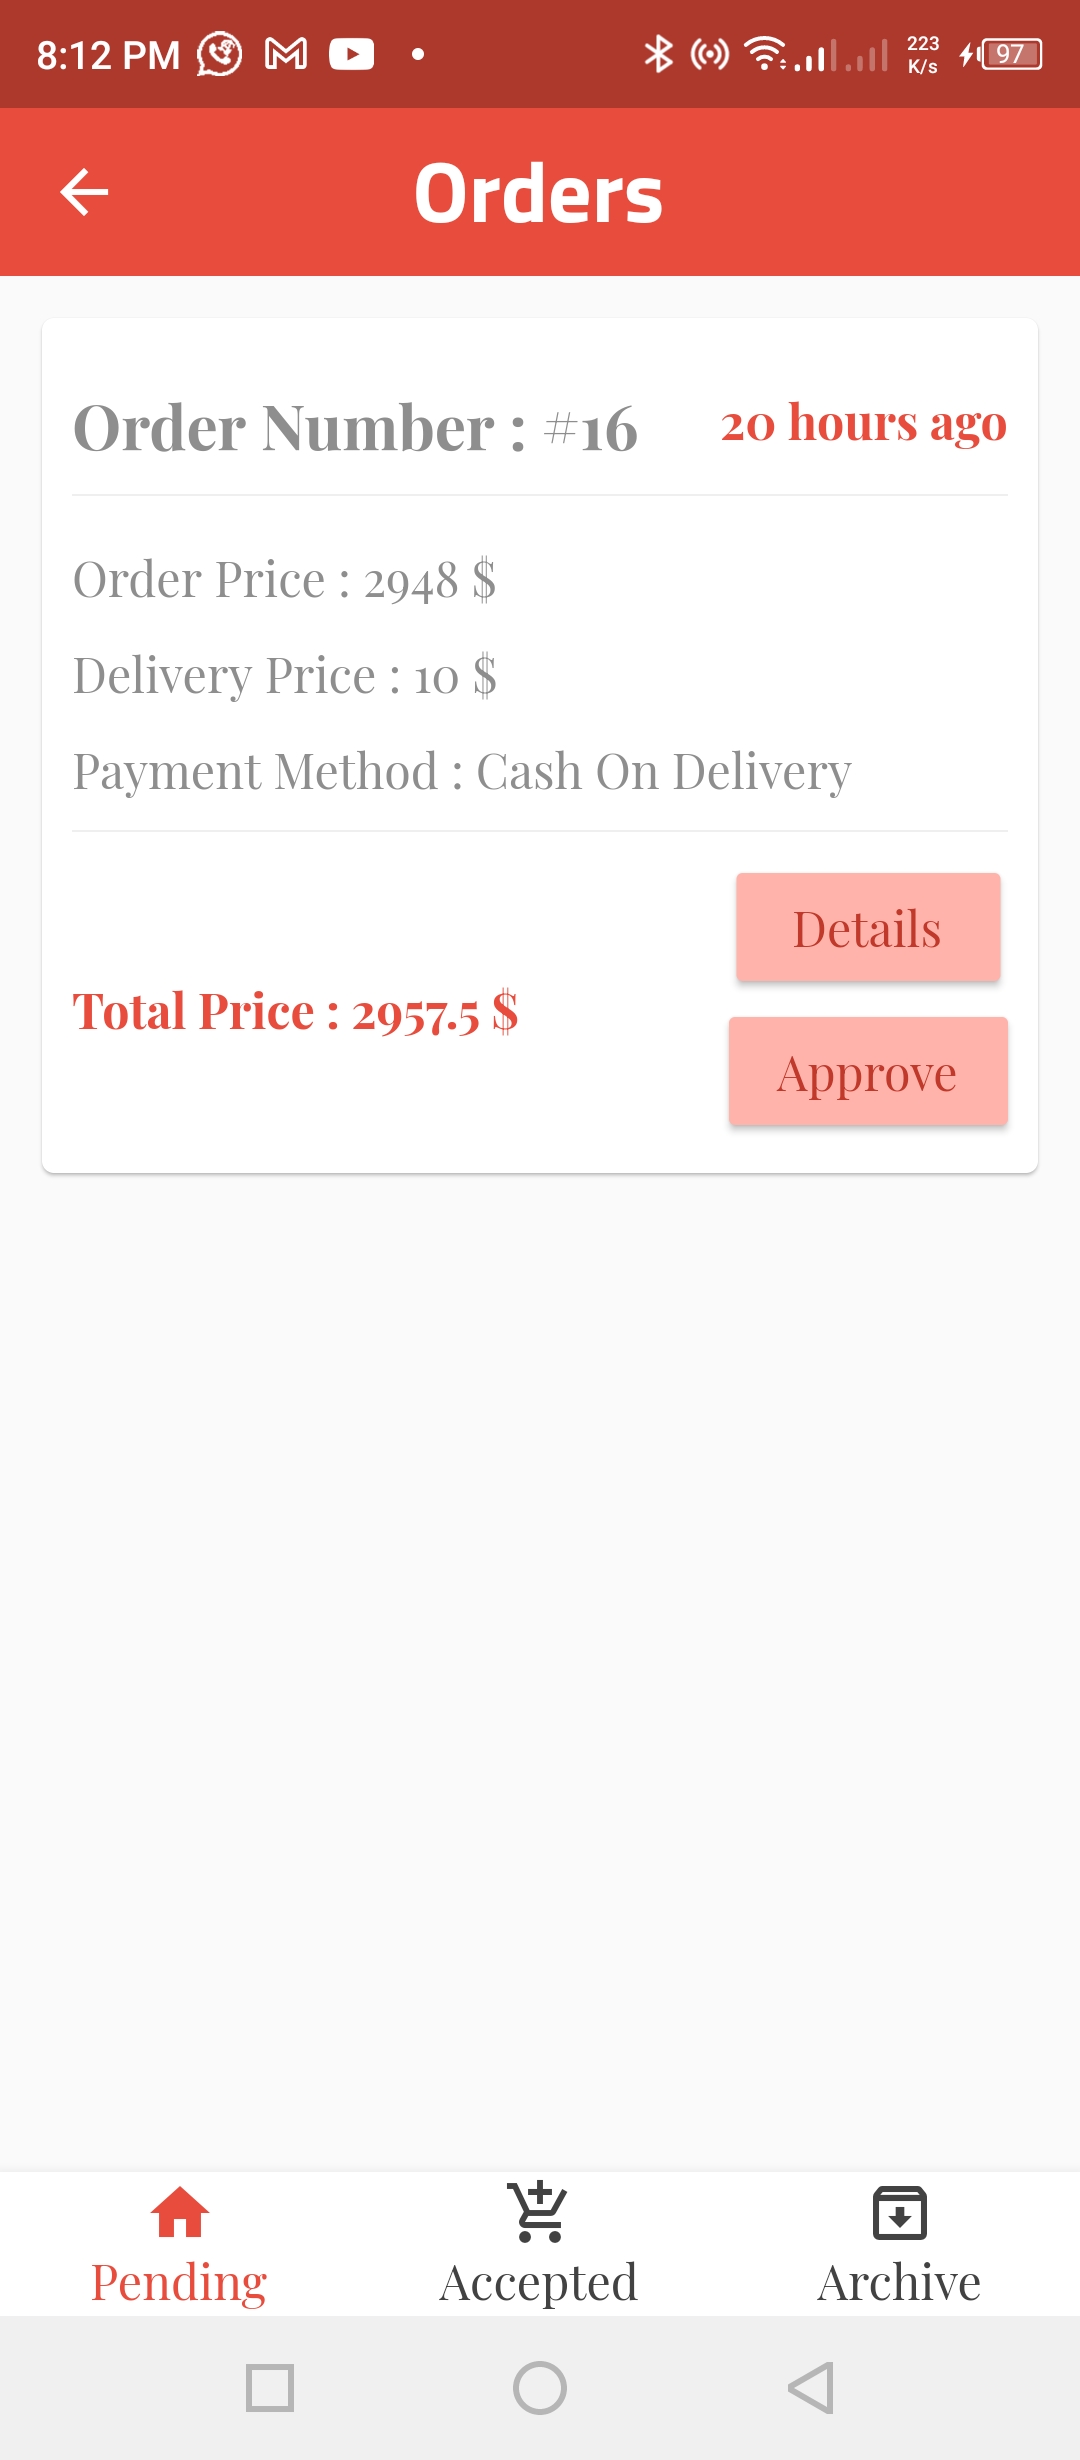 8:12 PM
223
K/s
97
Orders
Order Number : #16
20 hours ago
Order Price : 2948 $
Delivery Price : 10 $
Payment Method : Cash On Delivery
Details
Total Price : 2957.5 $
Approve
Pending
Accepted
Archive